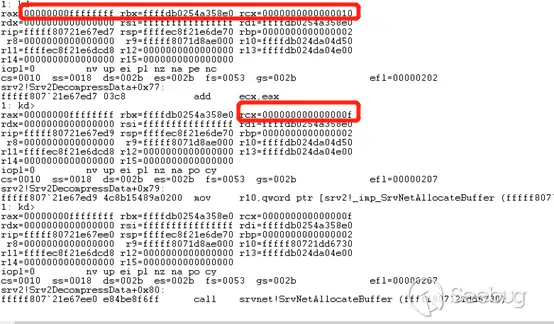 1: kd>
rax=00000000ffffffff rbx=ffffdb0254a358e0 rcx=0000000000000010
rdx=0000000000000000 rsi=ffffffffffffffff rdi=ffffdb0254a358e0
rip=fffff80721e67ed7 rsp=ffffec8f21e6de70 rbp=0000000000000002
r8=0000000000000000 r9=fffff8071d8ae000 r10=ffffdb024da04d50
r11=ffffec8f21e6dcd8 r12=0000000000000000 r13=ffffdb024da04e00
r14=0000000000000000 r15=0000000000000000
iopl=0 nv up ei pl nz na pe nc
cs=0010 ss=0018 ds=002b es=002b fs=0053 gs=002b efl=00000202
srv2!Srv2DecompressData+0x77:
fffff807`21e67ed7 03c8 add ecx,eax
1: kd>
rax=00000000ffffffff rbx=ffffdb0254a358e0 rcx=000000000000000f
rdx=0000000000000000 rsi=ffffffffffffffff rdi=ffffdb0254a358e0
rip=fffff80721e67ed9 rsp=ffffec8f21e6de70 rbp=0000000000000002
r8=0000000000000000 r9=fffff8071d8ae000 r10=ffffdb024da04d50
r11=ffffec8f21e6dcd8 r12=0000000000000000 r13=ffffdb024da04e00
r14=0000000000000000 r15=0000000000000000
iopl=0 nv up ei pl nz na po cy
cs=0010 ss=0018 ds=002b es=002b fs=0053 gs=002b efl=00000207
srv2!Srv2DecompressData+0x79:
fffff807`21e67ed9 4c8b15489a0200 mov r10,qword ptr [srv2!_imp_SrvNetAllocateBuffer (fffff807`
1: kd>
rax=00000000ffffffff rbx=ffffdb0254a358e0 rcx=000000000000000f
rdx=0000000000000000 rsi=ffffffffffffffff rdi=ffffdb0254a358e0
rip=fffff80721e67ee0 rsp=ffffec8f21e6de70 rbp=0000000000000002
r8=0000000000000000 r9=fffff8071d8ae000 r10=fffff80721dd6730
r11=ffffec8f21e6dcd8 r12=0000000000000000 r13=ffffdb024da04e00
r14=0000000000000000 r15=0000000000000000
iopl=0 nv up ei pl nz na po cy
cs=0010 ss=0018 ds=002b es=002b fs=0053 gs=002b efl=00000207
srv2!Srv2DecompressData+0x80:
fffff807`21e67ee0 e84be8f6ff call srvnet!SrvNetAllocateBuffer
Seebug